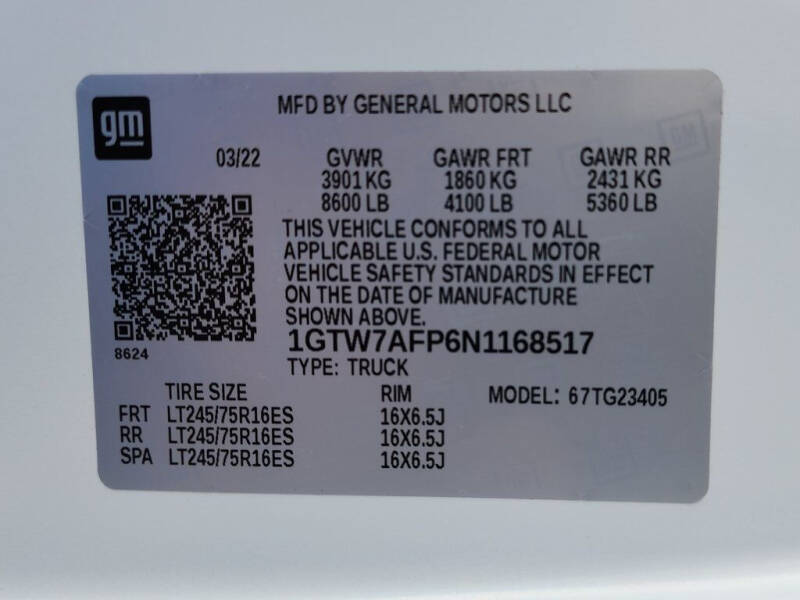 gm
MFD BY GENERAL MOTORS LLC
03/22 GVWR GAWR FRT GAWR RR
3901 KG 1860 KG 2431 KG
8600 LB 4100 LB 5360 LB
THIS VEHICLE CONFORMS TO ALL
APPLICABLE U.S. FEDERAL MOTOR
VEHICLE SAFETY STANDARDS IN EFFECT
ON THE DATE OF MANUFACTURE
SHOWN ABOVE.
1GTW7AFP6N1168517
8624
TYPE: TRUCK
TIRE SIZE RIM MODEL: 67TG23405
FRT LT245/75R16ES 16X6.5J
RR LT245/75R16ES 16X6.5J
SPA LT245/75R16ES 16X6.5J